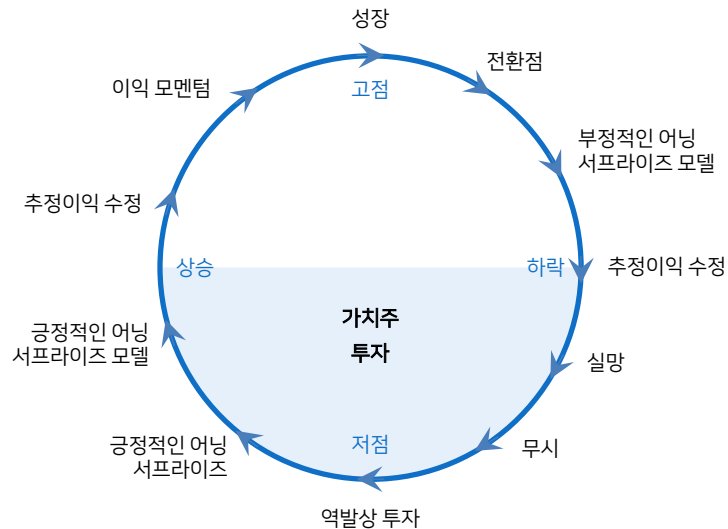 성장
고점
전환점
이익 모멘텀
부정적인 어닝
서프라이즈 모델
추정이익 수정
상승
하락
추정이익 수정
가치주
투자
긍정적인 어닝
서프라이즈 모델
실망
긍정적인 어닝
서프라이즈
저점
무시
역발상 투자